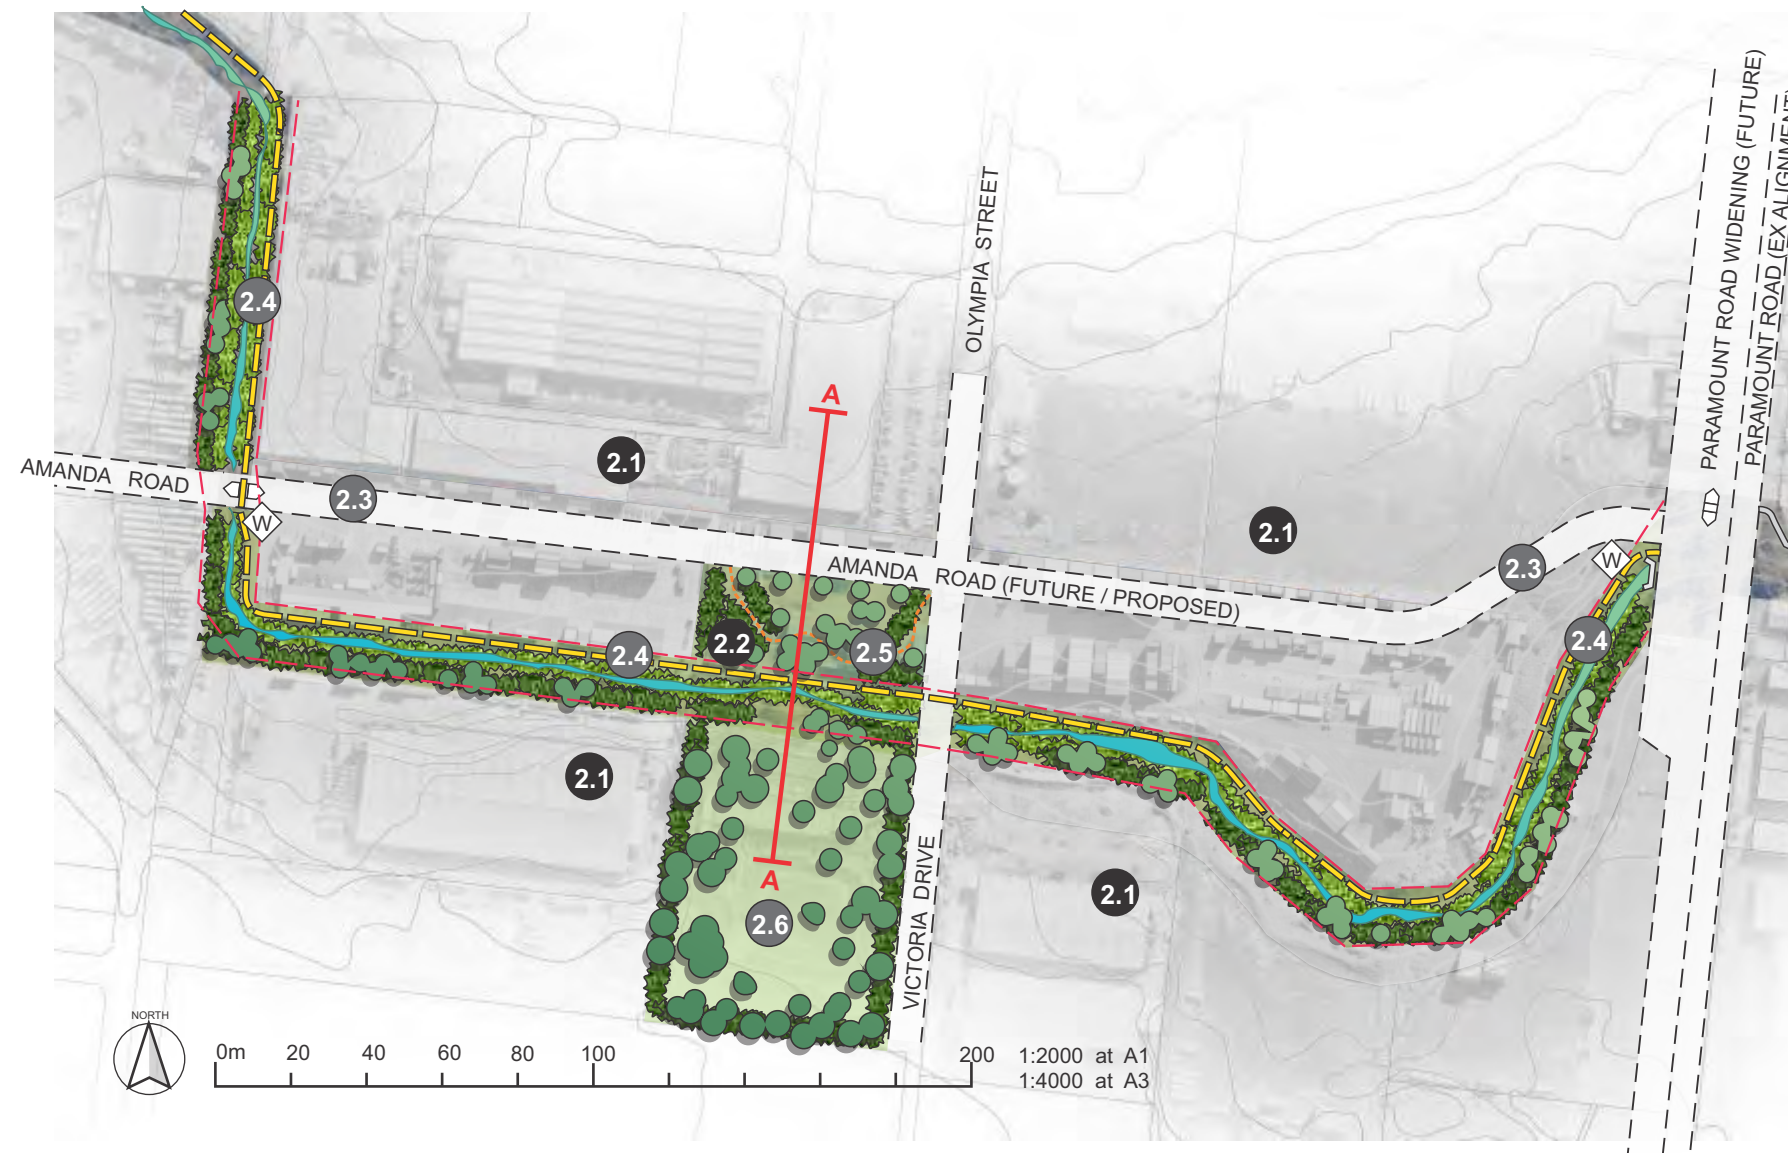 PARAMOUNT ROAD WIDENING (FUTURE)
PARAMOUNT ROAD (EX ALIGNMENT)
OLYMPIA STREET
2.4
A
2.1
AMANDA ROAD
2.3
W
2.1
AMANDA ROAD (FUTURE / PROPOSED)
2.3
W
2.4
2.2
2.5
2.4
2.1
A
2.1
2.6
VICTORIA DRIVE
NORTH
0m 20 40 60 80 100 200 1:2000 at A1
1:4000 at A3